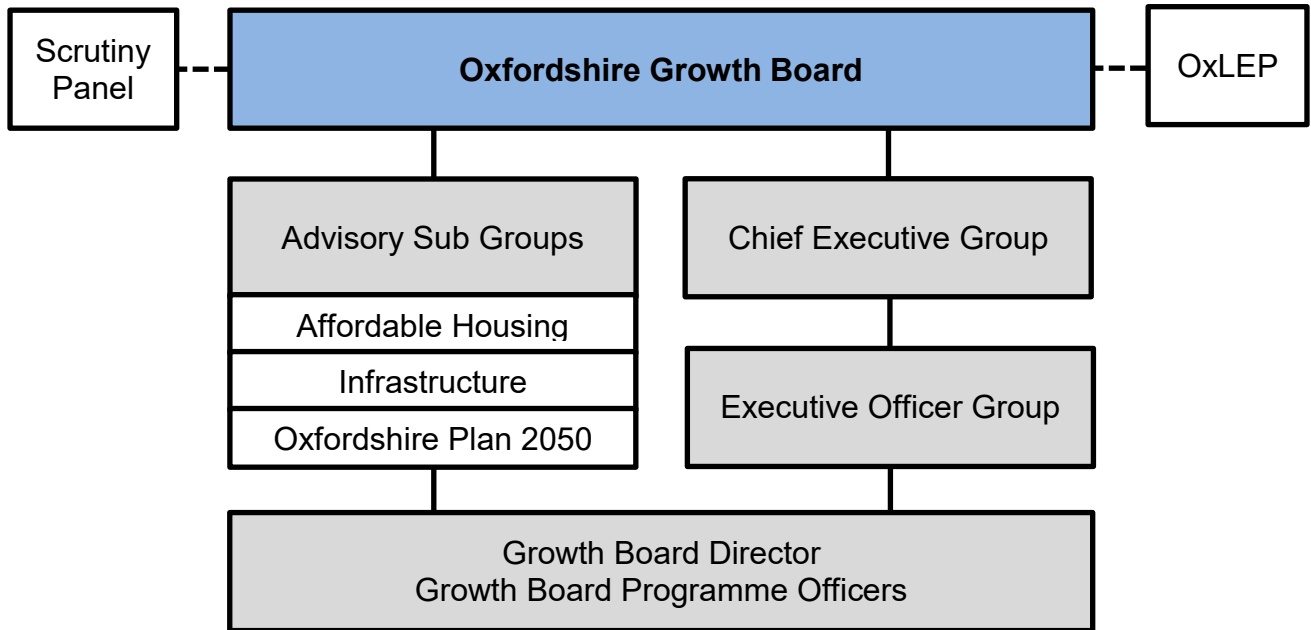 Scrutiny
Panel
Oxfordshire Growth Board
OxLEP
Advisory Sub Groups
Affordable Housing
Infrastructure
Oxfordshire Plan 2050
Chief Executive Group
Executive Officer Group
Growth Board Director
Growth Board Programme Officers